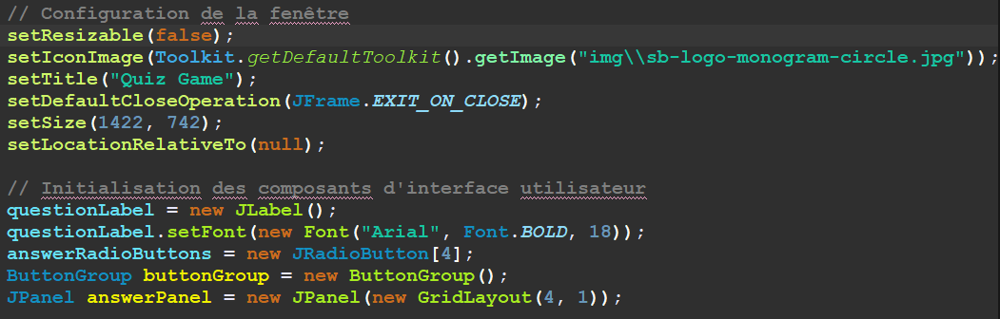 // Configuration de la fenêtre
setResizable(false);
setIconImage(Toolkit.getDefaultToolkit().getImage("img\\sb-logo-monogram-circle.jpg"));
setTitle("Quiz Game");
setDefaultCloseOperation(JFrame.EXIT_ON_CLOSE);
setSize(1422, 742);
setLocationRelativeTo(null);
// Initialisation des composants d'interface utilisateur
questionLabel = new JLabel();
questionLabel.setFont(new Font("Arial", Font.BOLD, 18));
answerRadioButtons = new JRadioButton[4];
ButtonGroup buttonGroup = new ButtonGroup();
JPanel answerPanel = new JPanel(new GridLayout(4, 1));